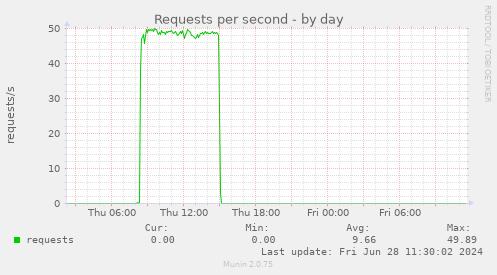 Requests per second - by day
RRDTOOL / TOBI OETIKER
requests/s
50
40
30
20
10
0
Thu 06:00 Thu 12:00 Thu 18:00 Fri 00:00 Fri 06:00
Cur: Min: Avg: Max:
requests 0.00 0.00 9.66 49.89
Last update: Fri Jun 28 11:30:02 2024
Munin 2.0.75